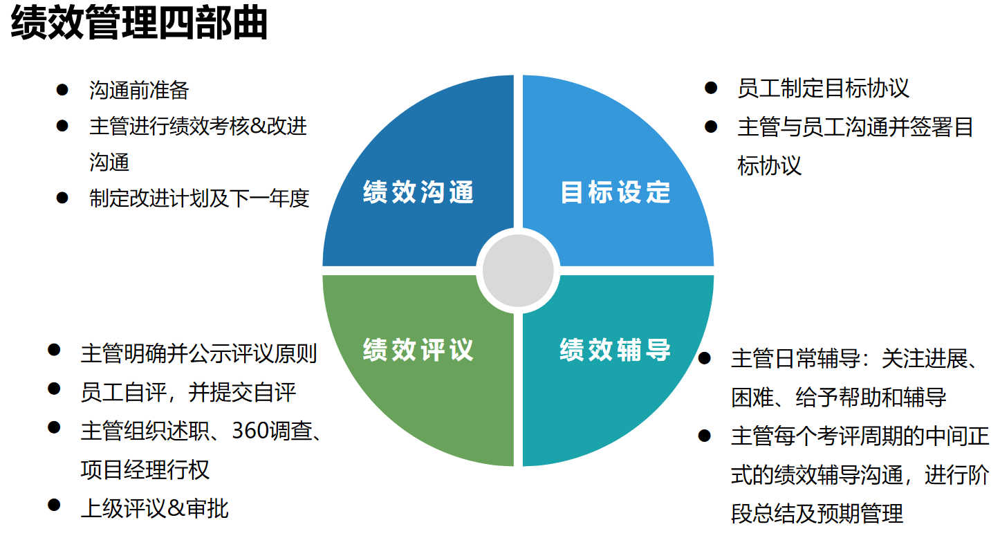 绩效管理四部曲
● 沟通前准备
● 主管进行绩效考核&改进
沟通
● 制定改进计划及下一年度
绩效沟通
目标设定
● 员工制定目标协议
● 主管与员工沟通并签署目
标协议
● 主管明确并公示评议原则
● 员工自评，并提交自评
● 主管组织述职、360调查、
项目经理行权
● 上级评议&审批
绩效评议
绩效辅导
● 主管日常辅导：关注进展、
困难、给予帮助和辅导
● 主管每个考评周期的中间正
式的绩效辅导沟通，进行阶
段总结及预期管理